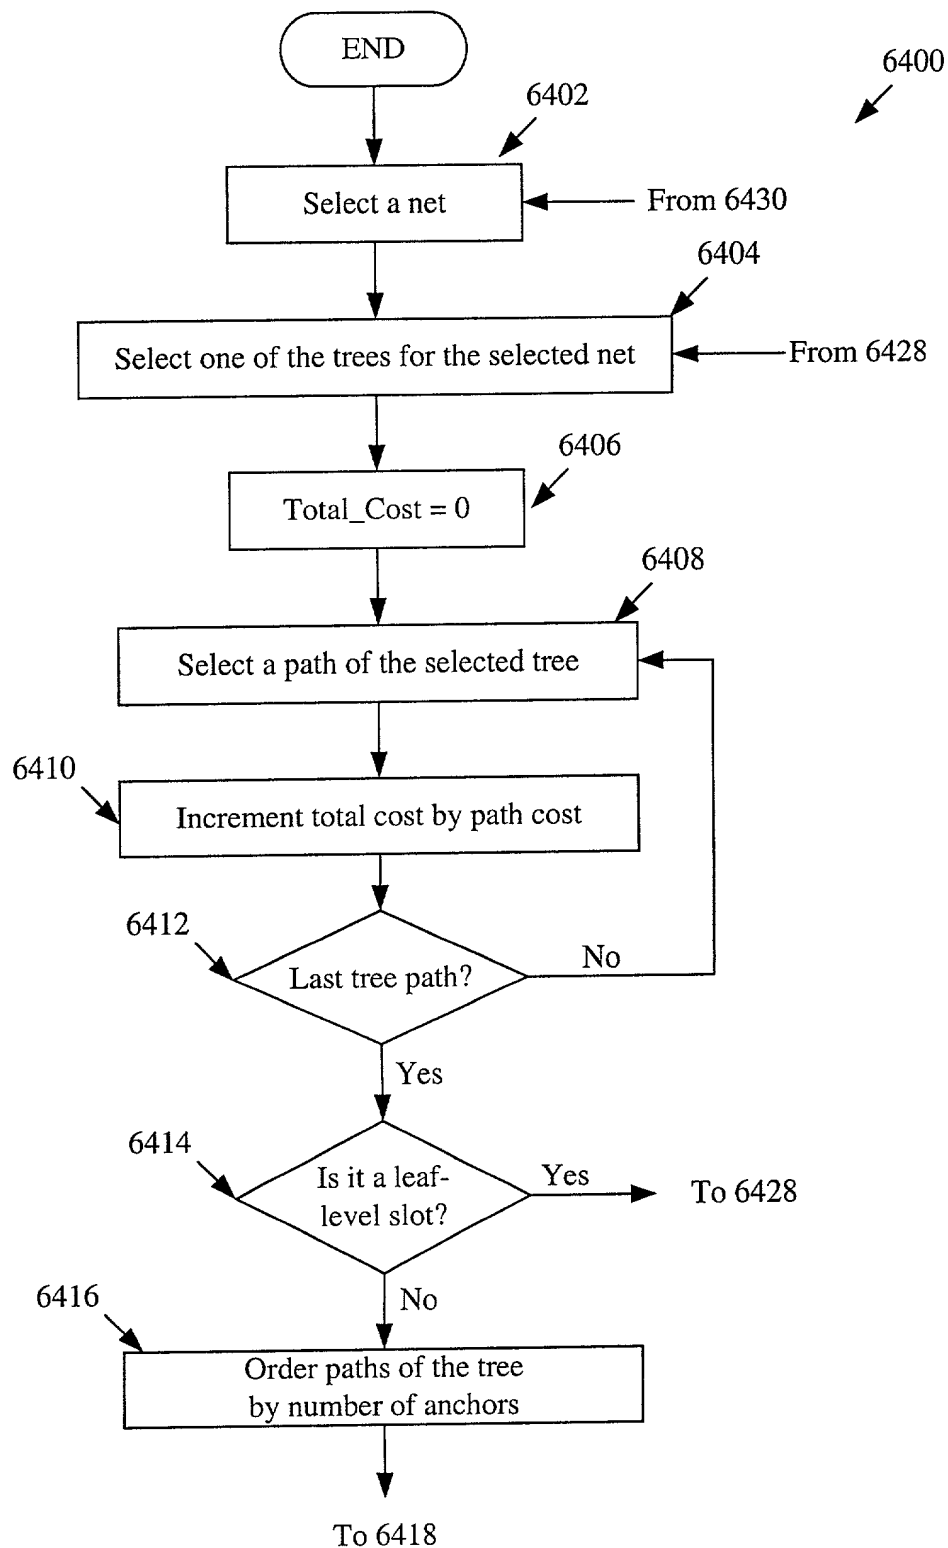 END
6400
6402
Select a net
From 6430
6404
Select one of the trees for the selected net
From 6428
6406
Total_Cost = 0
6408
Select a path of the selected tree
6410
Increment total cost by path cost
6412
Last tree path?
No
Yes
6414
Is it a leaf-
level slot?
Yes
To 6428
No
6416
Order paths of the tree
by number of anchors
To 6418